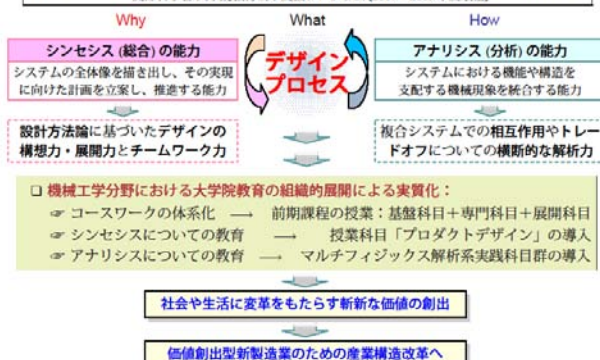 Why
What
How
シンセシス (総合) の能力
システムの全体像を描き出し、その実現
に向けた計画を立案し、推進する能力
デザイン
プロセス
アナリシス (分析) の能力
システムにおける機能や構造を
支配する機械現象を統合する能力
設計方法論に基づいたデザインの
構想力・展開力とチームワーク力
複合システムでの相互作用やトレー
ドオフについての横断的な解析力
❑ 機械工学分野における大学院教育の組織的展開による実質化：
☞ コースワークの体系化 → 前期課程の授業：基盤科目＋専門科目＋展開科目
☞ シンセシスについての教育 → 授業科目「プロダクトデザイン」の導入
☞ アナリシスについての教育 → マルチフィジックス解析系実践科目群の導入
社会や生活に変革をもたらす斬新な価値の創出
価値創出型新製造業のための産業構造改革へ